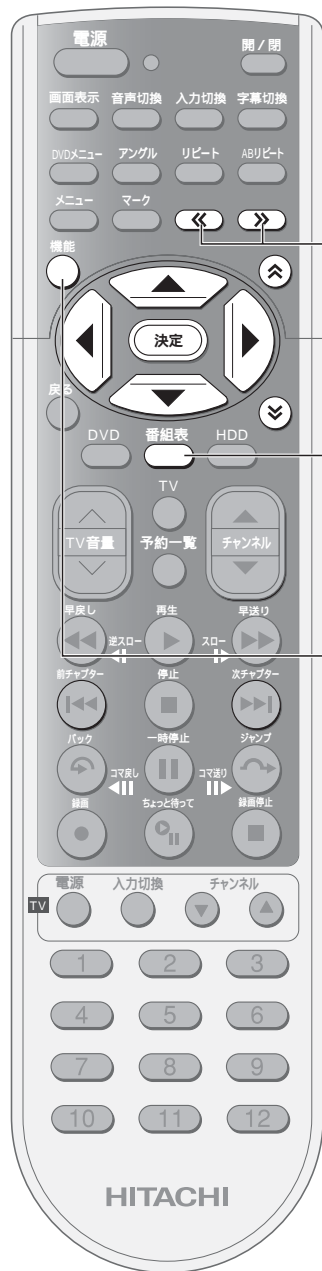 電源 開/閉
画面表示 音声切換 入力切換 字幕切換
DVDメニュー アングル リピート ABリピート
メニュー マーク
機能
決定
戻る
DVD 番組表 HDD
TV
TV音量 予約一覧 チャンネル
早戻し 再生 早送り
逆スロー スロー
前チャプター 停止 次チャプター
バック 一時停止 ジャンプ
コマ戻し コマ送り
録画 ちょっと待って 録画停止
電源 入力切換 チャンネル
TV
1 2 3
4 5 6
7 8 9
10 11 12
HITACHI